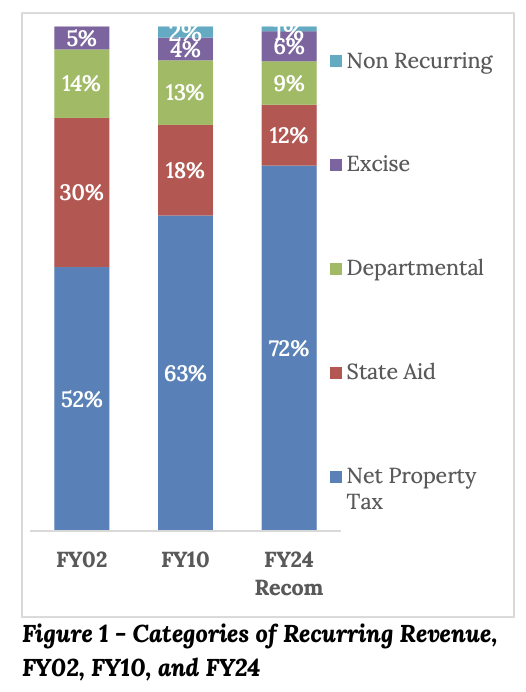 5%
14%
30%
52%
2%
4%
13%
18%
63%
1%
6%
9%
12%
72%
Non Recurring
Excise
Departmental
State Aid
Net Property
Tax
FY02
FY10
FY24
Recom
Figure 1 - Categories of Recurring Revenue,
FY02, FY10, and FY24